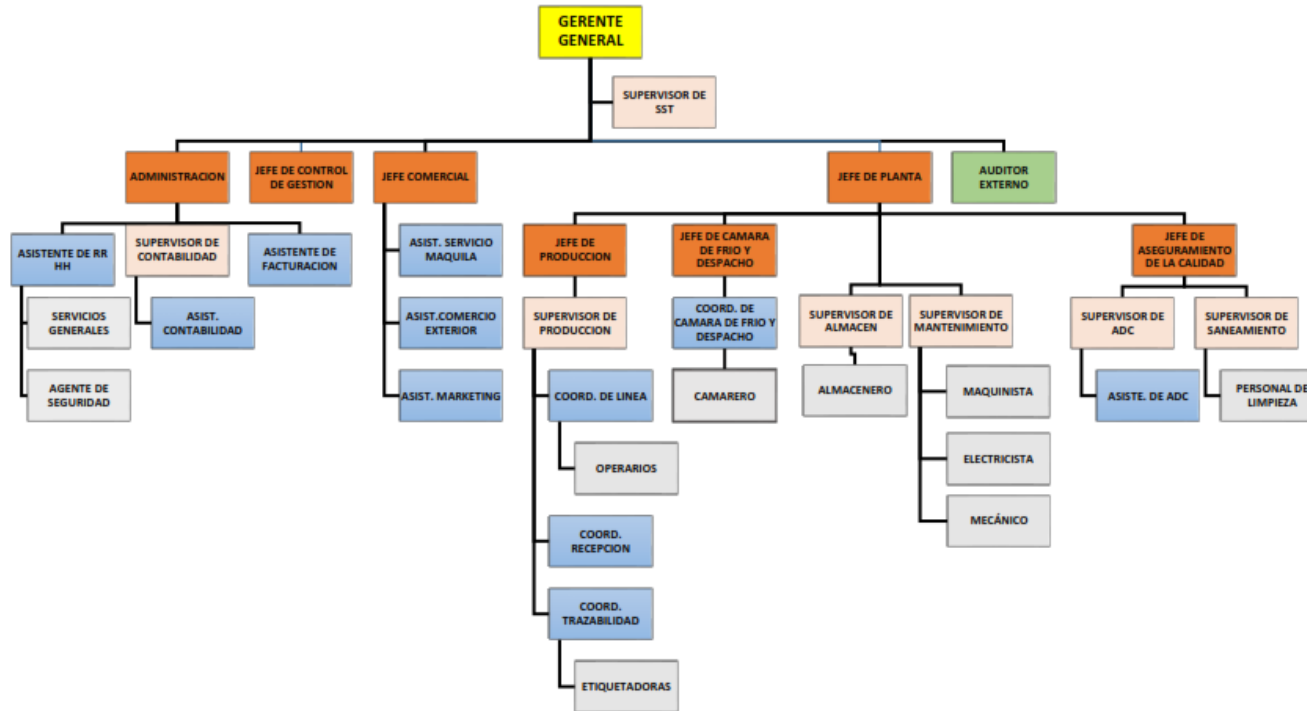 GERENTE
GENERAL
SUPERVISOR DE
SST
ADMINISTRACION
JEFE DE CONTROL
DE GESTION
JEFE COMERCIAL
JEFE DE PLANTA
AUDITOR
EXTERNO
ASISTENTE DE RR
HH
SUPERVISOR DE
CONTABILIDAD
ASISTENTE DE
FACTURACION
ASIST. SERVICIO
MAQUILA
JEFE DE
PRODUCCION
JEFE DE CAMARA
DE FRIO Y
DESPACHO
JEFE DE
ASEGURAMIENTO
DE LA CALIDAD
SERVICIOS
GENERALES
ASIST.
CONTABILIDAD
ASIST.COMERCIO
EXTERIOR
SUPERVISOR DE
PRODUCCION
COORD. DE
CAMARA DE FRIO Y
DESPACHO
SUPERVISOR DE
ALMACEN
SUPERVISOR DE
MANTENIMIENTO
SUPERVISOR DE
ADC
SUPERVISOR DE
SANEAMIENTO
AGENTE DE
SEGURIDAD
ASIST. MARKETING
COORD. DE LINEA
CAMARERO
ALMACENERO
MAQUINISTA
ASISTE. DE ADC
PERSONAL DE
LIMPIEZA
OPERARIOS
ELECTRICISTA
COORD.
RECEPCION
MECÁNICO
COORD.
TRAZABILIDAD
ETIQUETADORAS